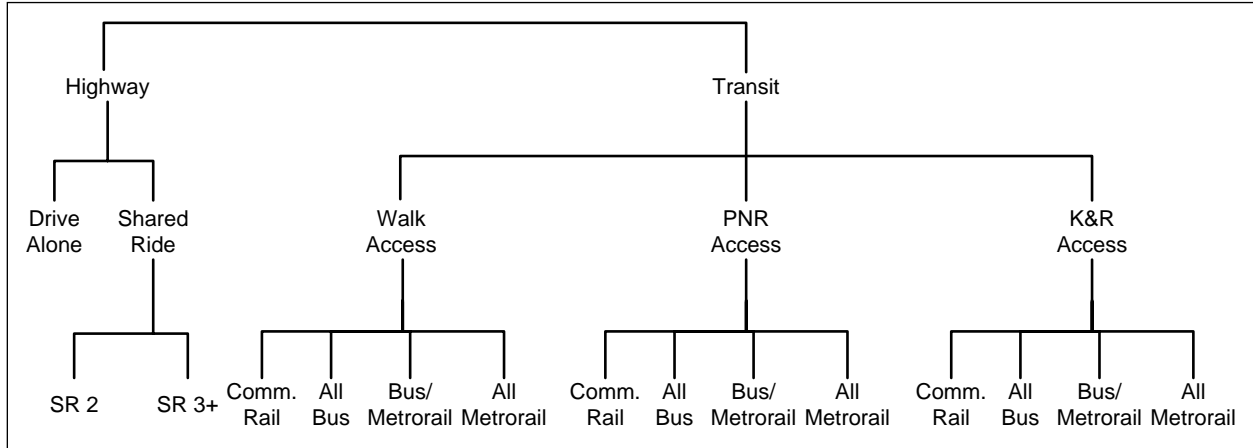 Highway
Transit
Drive
Alone
Shared
Ride
Walk
Access
PNR
Access
K&R
Access
SR 2
SR 3+
Comm.
Rail
All
Bus
Bus/
Metrorail
All
Metrorail
Comm.
Rail
All
Bus
Bus/
Metrorail
All
Metrorail
Comm.
Rail
All
Bus
Bus/
Metrorail
All
Metrorail